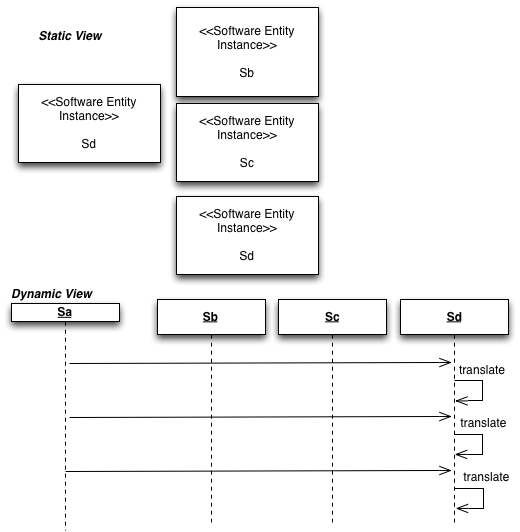 Static View
<<Software Entity
Instance>>
Sb
<<Software Entity
Instance>>
Sd
<<Software Entity
Instance>>
Sc
<<Software Entity
Instance>>
Sd
Dynamic View
Sa
Sb
Sc
Sd
translate
translate
translate